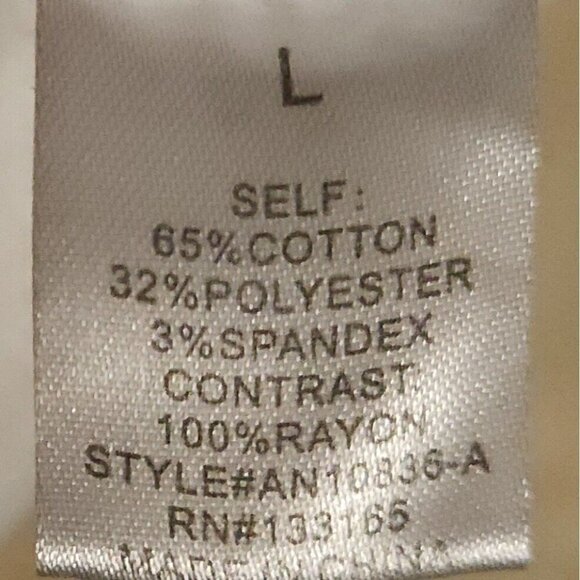 L
SELF:
65%COTTON
32%POLYESTER
3%SPANDEX
CONTRAST:
100%RAYON
STYLE#AN10836-A
RN#133165